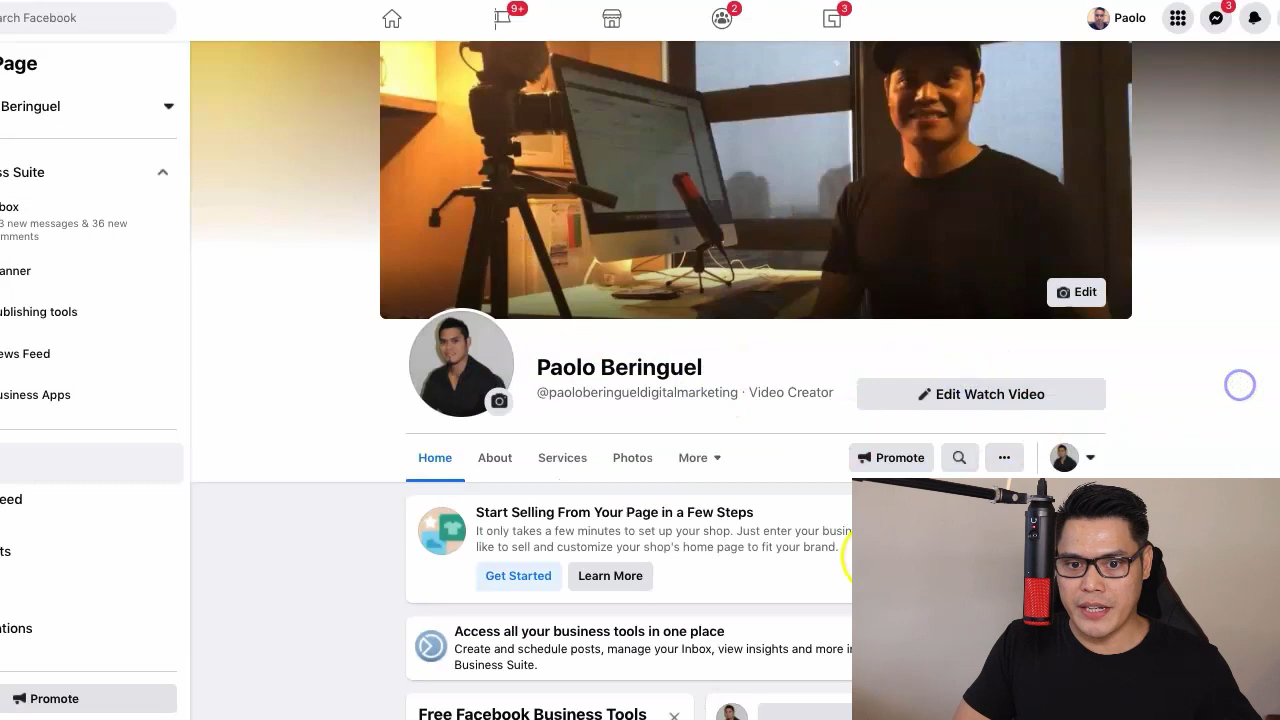 arch Facebook
9+
2
3
Paolo
3
Page
Beringuel
ss Suite
box
3 new messages & 36 new
mments
anner
ublishing tools
ews Feed
usiness Apps
eed
ts
ations
Promote
Edit
Paolo Beringuel
@paoloberingueldigitalmarketing · Video Creator
Edit Watch Video
Home
About
Services
Photos
More
Promote
Start Selling From Your Page in a Few Steps
It only takes a few minutes to set up your shop. Just enter your busin
like to sell and customize your shop's home page to fit your brand.
Get Started
Learn More
Access all your business tools in one place
Create and schedule posts, manage your Inbox, view insights and more in
Business Suite.
Free Facebook Business Tools